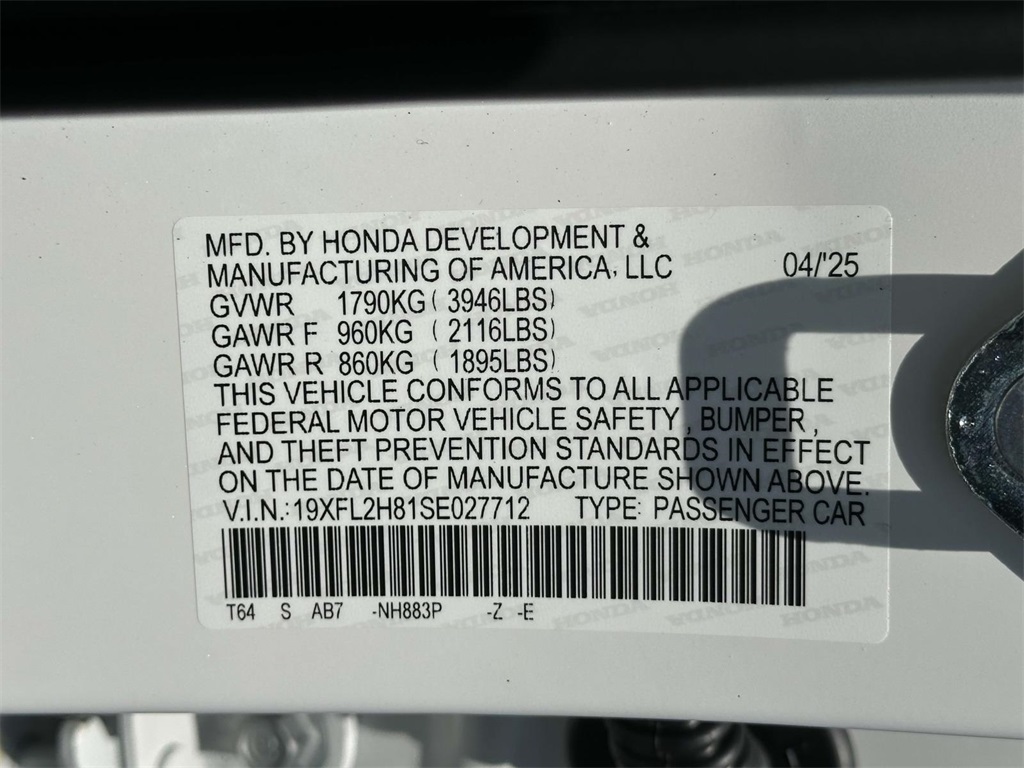 MFD. BY HONDA DEVELOPMENT &
MANUFACTURING OF AMERICA, LLC 04/'25
GVWR 1790KG ( 3946LBS)
GAWR F 960KG ( 2116LBS)
GAWR R 860KG ( 1895LBS)
THIS VEHICLE CONFORMS TO ALL APPLICABLE
FEDERAL MOTOR VEHICLE SAFETY , BUMPER ,
AND THEFT PREVENTION STANDARDS IN EFFECT
ON THE DATE OF MANUFACTURE SHOWN ABOVE.
V.I.N.: 19XFL2H81SE027712 TYPE: PASSENGER CAR
T64 S AB7 -NH883P -Z -E